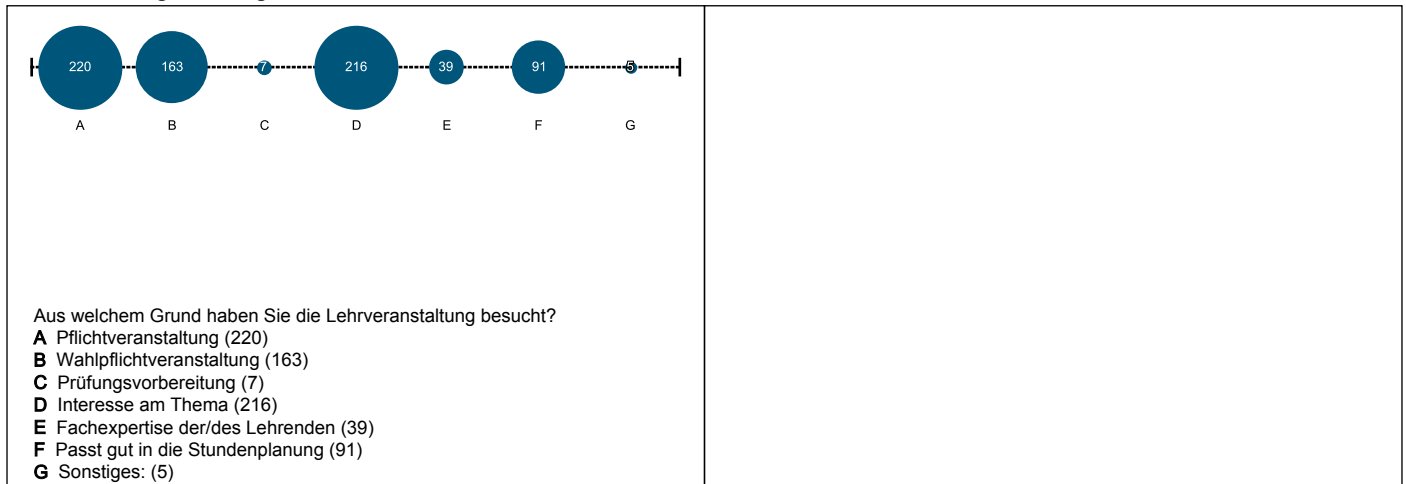 220 163 7 216 39 91 5
A B C D E F G
Aus welchem Grund haben Sie die Lehrveranstaltung besucht?
A Pflichtveranstaltung (220)
B Wahlpflichtveranstaltung (163)
C Prüfungsvorbereitung (7)
D Interesse am Thema (216)
E Fachexpertise der/des Lehrenden (39)
F Passt gut in die Stundenplanung (91)
G Sonstiges: (5)